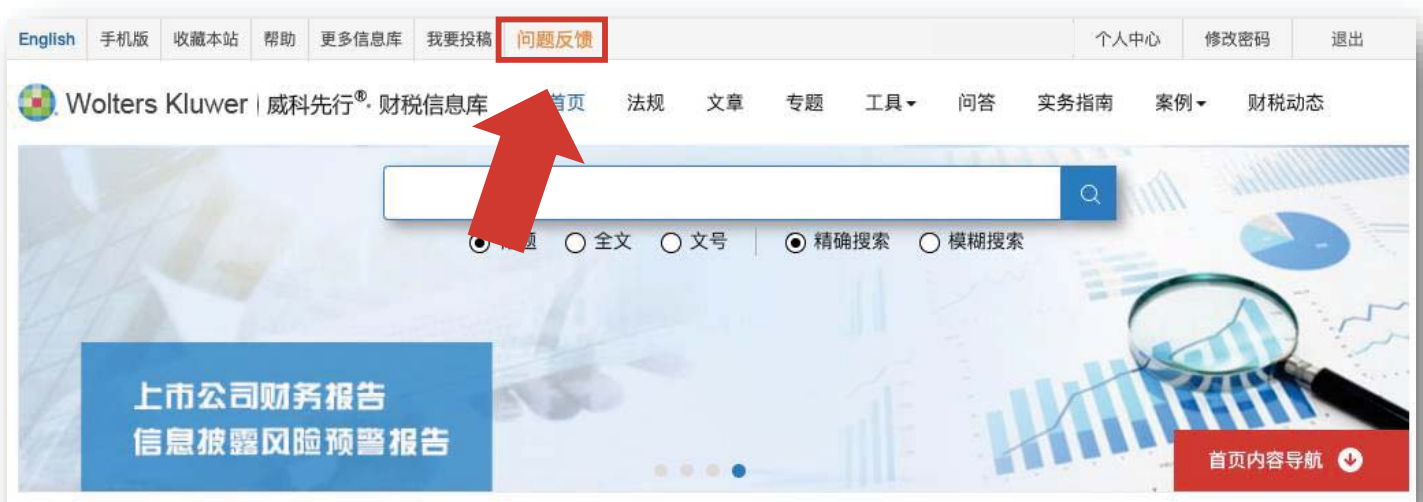 English 手机版 收藏本站 帮助 更多信息库 我要投稿 问题反馈 个人中心 修改密码 退出
Wolters Kluwer | 威科先行®· 财税信息库 首页 法规 文章 专题 工具 问答 实务指南 案例 财税动态
全文 文号 精确搜索 模糊搜索
上市公司财务报告
信息披露风险预警报告
首页内容导航